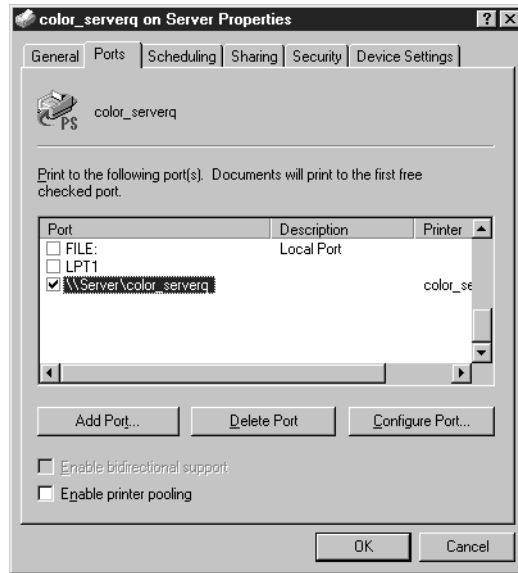 color_serverq on Server Properties
General Ports Scheduling Sharing Security Device Settings
PS color_serverq
Print to the following port(s). Documents will print to the first free
checked port.
Port Description Printer
FILE: Local Port
LPT1
\\Server\color_serverq color_se
Add Port... Delete Port Configure Port...
Enable bidirectional support
Enable printer pooling
OK Cancel